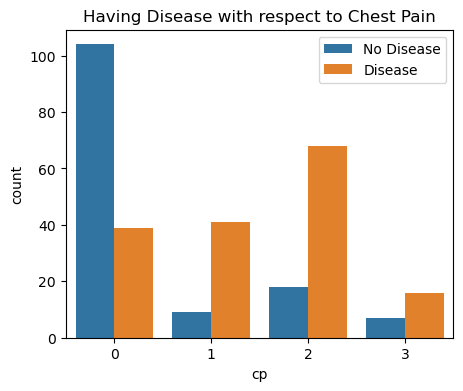 Having Disease with respect to Chest Pain
No Disease
Disease
100
80
60
40
20
0
count
0 1 2 3
cp